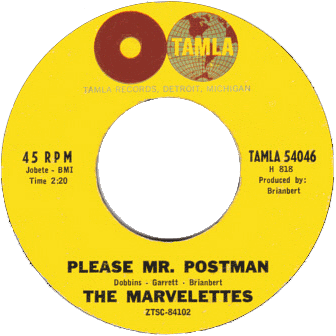 TAMLA
TAMLA RECORDS, DETROIT, MICHIGAN
45 RPM
Jobete - BMI
Time 2:20
TAMLA 54046
H 818
Produced by:
Brianbert
PLEASE MR. POSTMAN
Dobbins - Garrett - Brianbert
THE MARVELETTES
ZTSC-84102